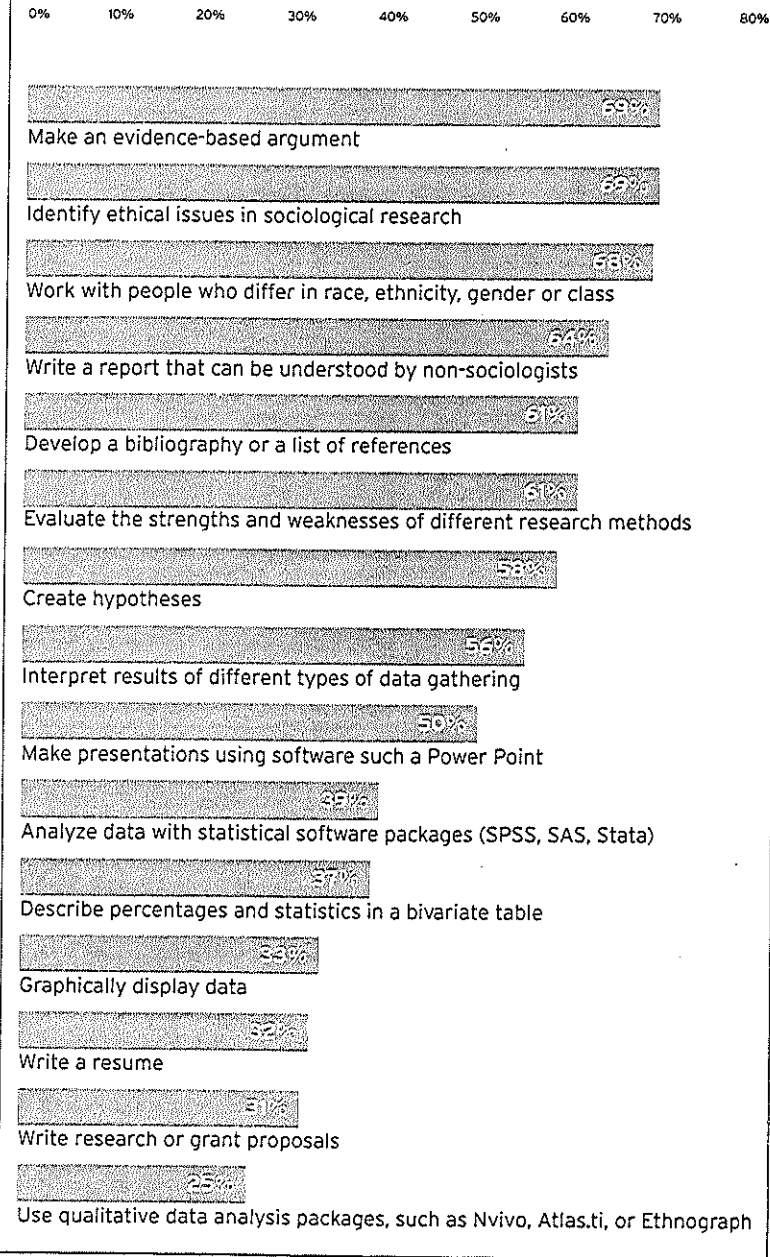 0% 10% 20% 30% 40% 50% 60% 70% 80%
69%
Make an evidence-based argument
69%
Identify ethical issues in sociological research
68%
Work with people who differ in race, ethnicity, gender or class
64%
Write a report that can be understood by non-sociologists
61%
Develop a bibliography or a list of references
61%
Evaluate the strengths and weaknesses of different research methods
58%
Create hypotheses
56%
Interpret results of different types of data gathering
50%
Make presentations using software such a Power Point
Analyze data with statistical software packages (SPSS, SAS, Stata)
37%
Describe percentages and statistics in a bivariate table
33%
Graphically display data
32%
Write a resume
31%
Write research or grant proposals
25%
Use qualitative data analysis packages, such as Nvivo, Atlas.ti, or Ethnograph